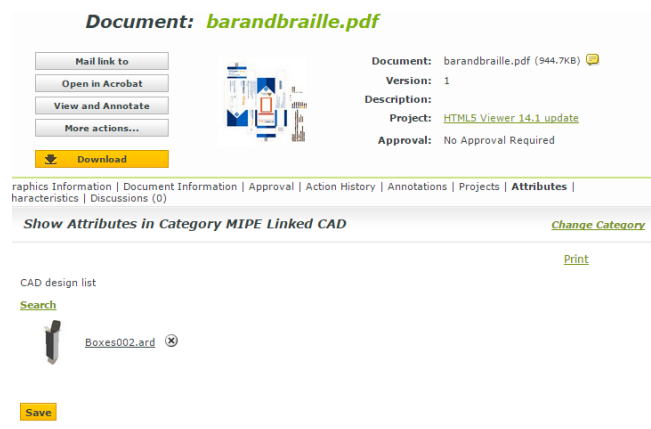 Document: barandbraille.pdf
Mail link to
Open in Acrobat
View and Annotate
More actions...
Download
Document: barandbraille.pdf (944.7KB)
Version: 1
Description:
Project: HTML5 Viewer 14.1 update
Approval: No Approval Required
raphics Information | Document Information | Approval | Action History | Annotations | Projects | Attributes |
haracteristics | Discussions (0)
Show Attributes in Category MIPE Linked CAD
Change Category
Print
CAD design list
Search
Boxes002.ard
Save